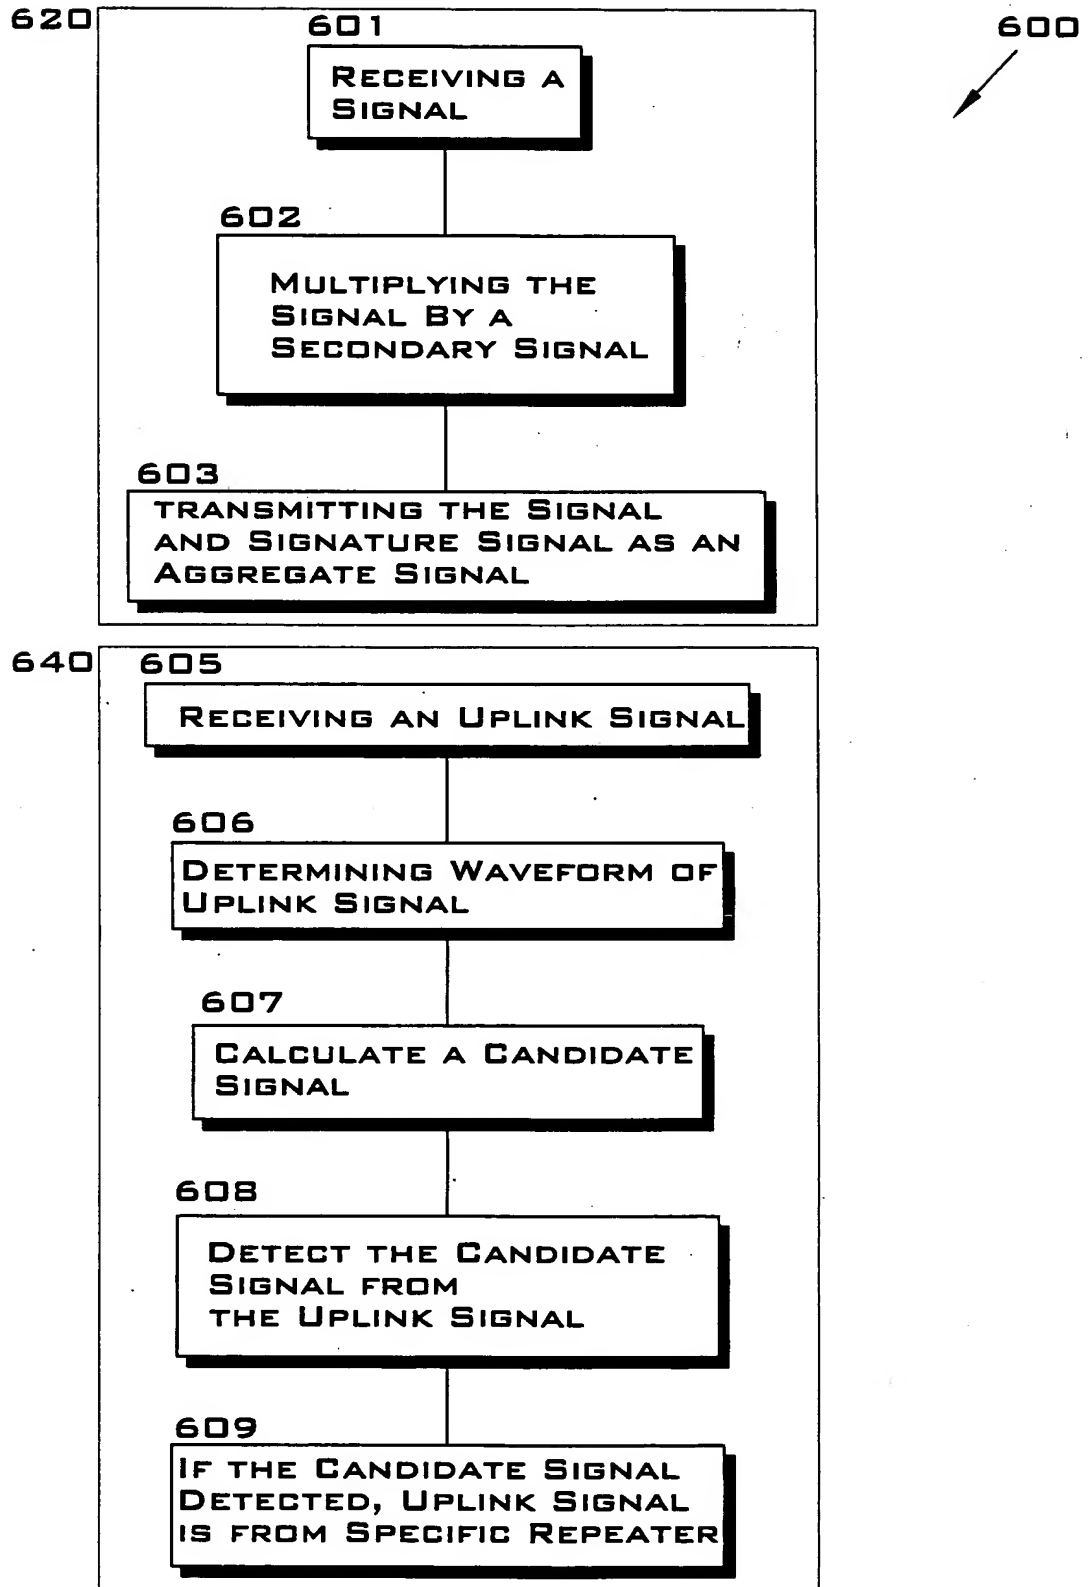 620
601
600
RECEIVING A
SIGNAL
602
MULTIPLYING THE
SIGNAL BY A
SECONDARY SIGNAL
603
TRANSMITTING THE SIGNAL
AND SIGNATURE SIGNAL AS AN
AGGREGATE SIGNAL
640
605
RECEIVING AN UPLINK SIGNAL
606
DETERMINING WAVEFORM OF
UPLINK SIGNAL
607
CALCULATE A CANDIDATE
SIGNAL
608
DETECT THE CANDIDATE
SIGNAL FROM
THE UPLINK SIGNAL
609
IF THE CANDIDATE SIGNAL
DETECTED, UPLINK SIGNAL
IS FROM SPECIFIC REPEATER